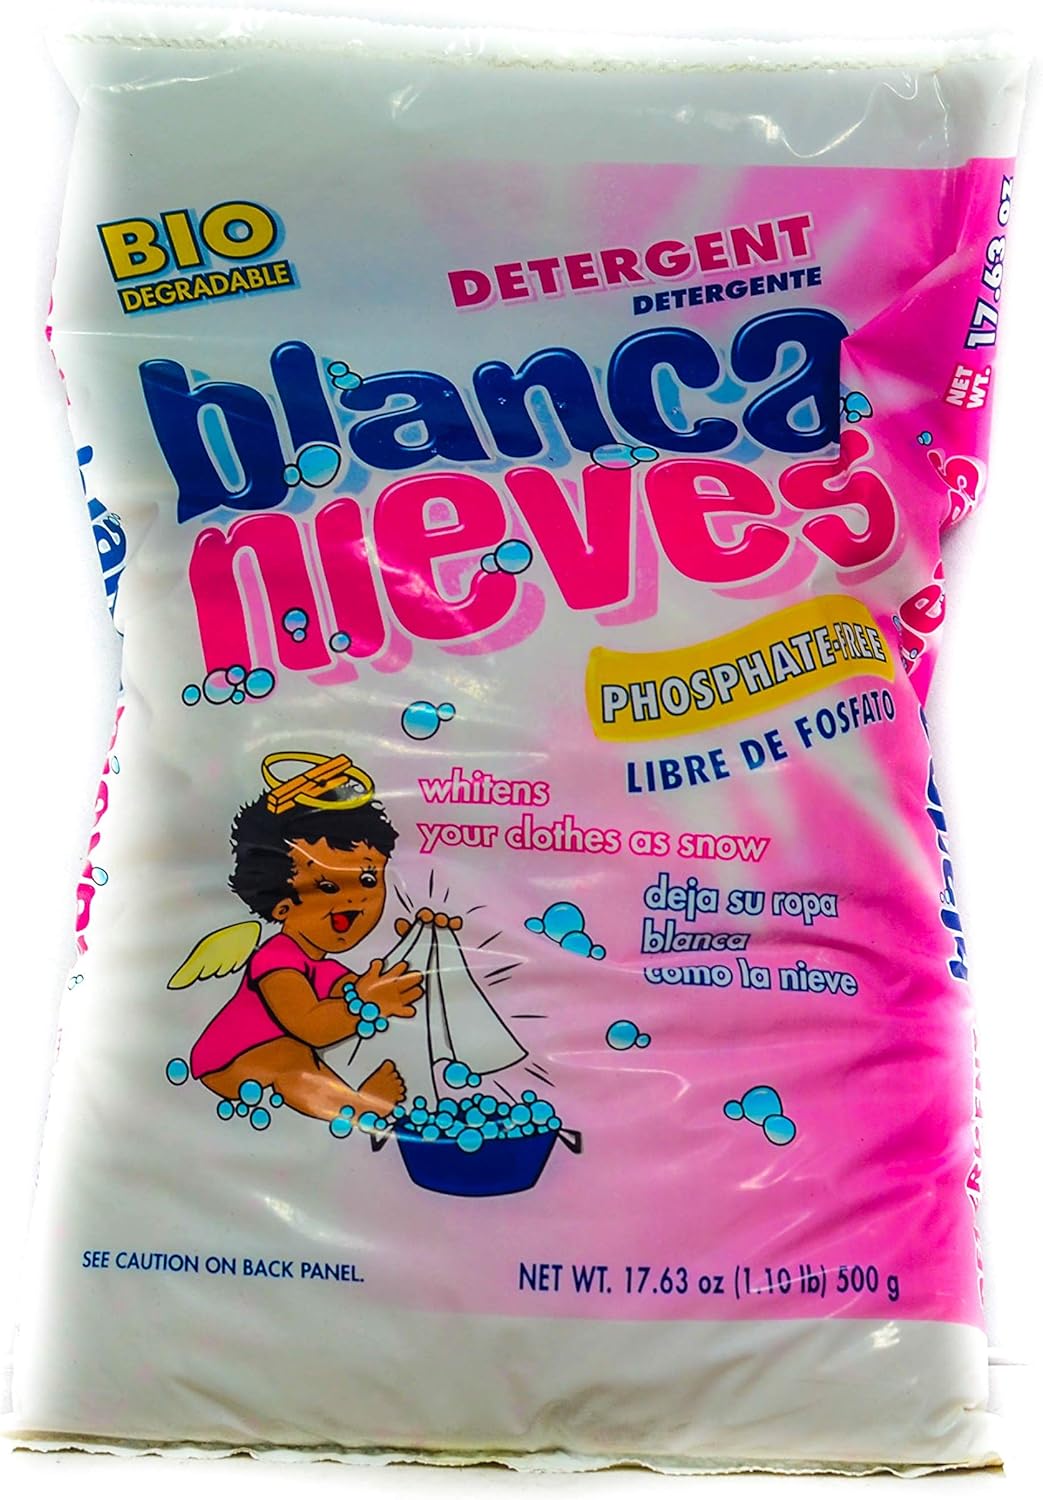 BIO
DEGRADABLE
DETERGENT
DETERGENTE
blanca
nieves
PHOSPHATE-FREE
LIBRE DE FOSFATO
whitens
your clothes as snow
deja su ropa
blanca
como la nieve
SEE CAUTION ON BACK PANEL.
NET WT. 17.63 oz (1.10 lb) 500 g
NET
WT. 17.63 oz